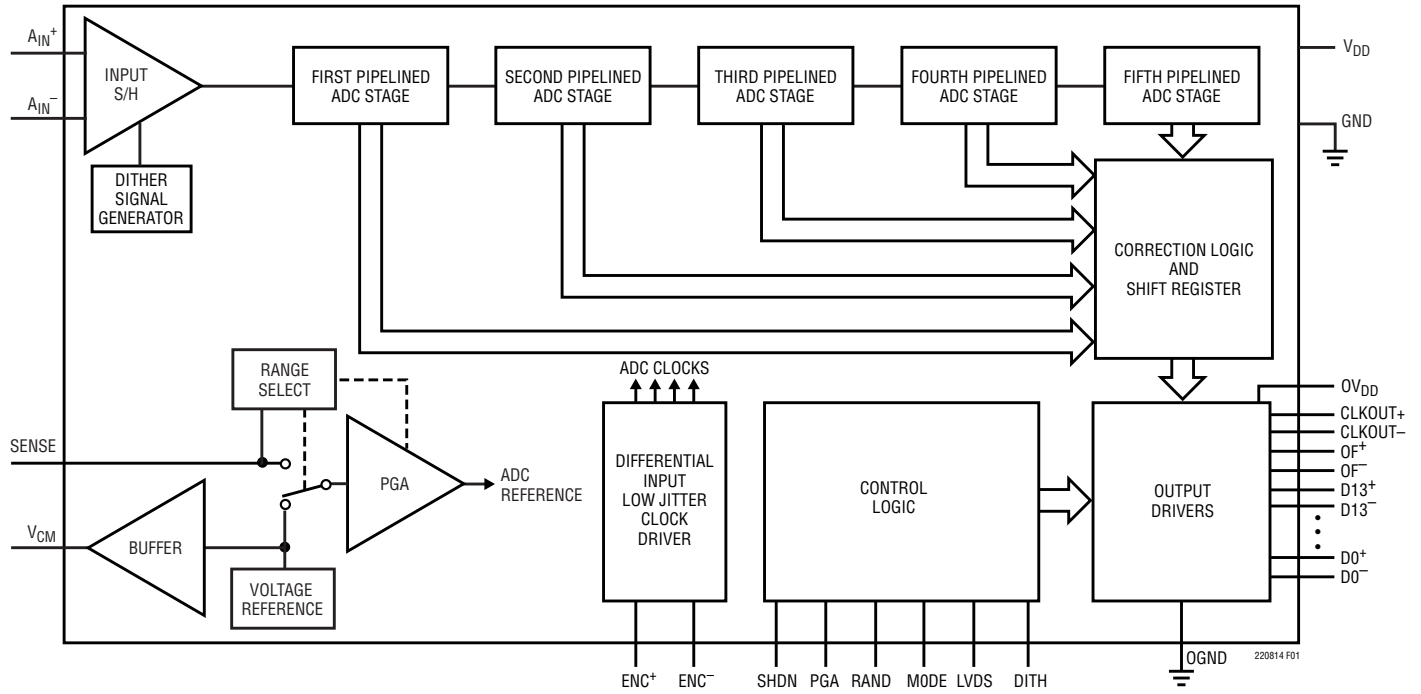 AIN+
AIN–
INPUT
S/H
DITHER
SIGNAL
GENERATOR
FIRST PIPELINED
ADC STAGE
SECOND PIPELINED
ADC STAGE
THIRD PIPELINED
ADC STAGE
FOURTH PIPELINED
ADC STAGE
FIFTH PIPELINED
ADC STAGE
VDD
GND
CORRECTION LOGIC
AND
SHIFT REGISTER
RANGE
SELECT
SENSE
PGA
ADC
REFERENCE
VCM
BUFFER
VOLTAGE
REFERENCE
ADC CLOCKS
DIFFERENTIAL
INPUT
LOW JITTER
CLOCK
DRIVER
CONTROL
LOGIC
OUTPUT
DRIVERS
OVDD
CLKOUT+
CLKOUT–
OF+
OF–
D13+
D13–
D0+
D0–
ENC+
ENC–
SHDN
PGA
RAND
MODE
LVDS
DITH
OGND
220814 F01